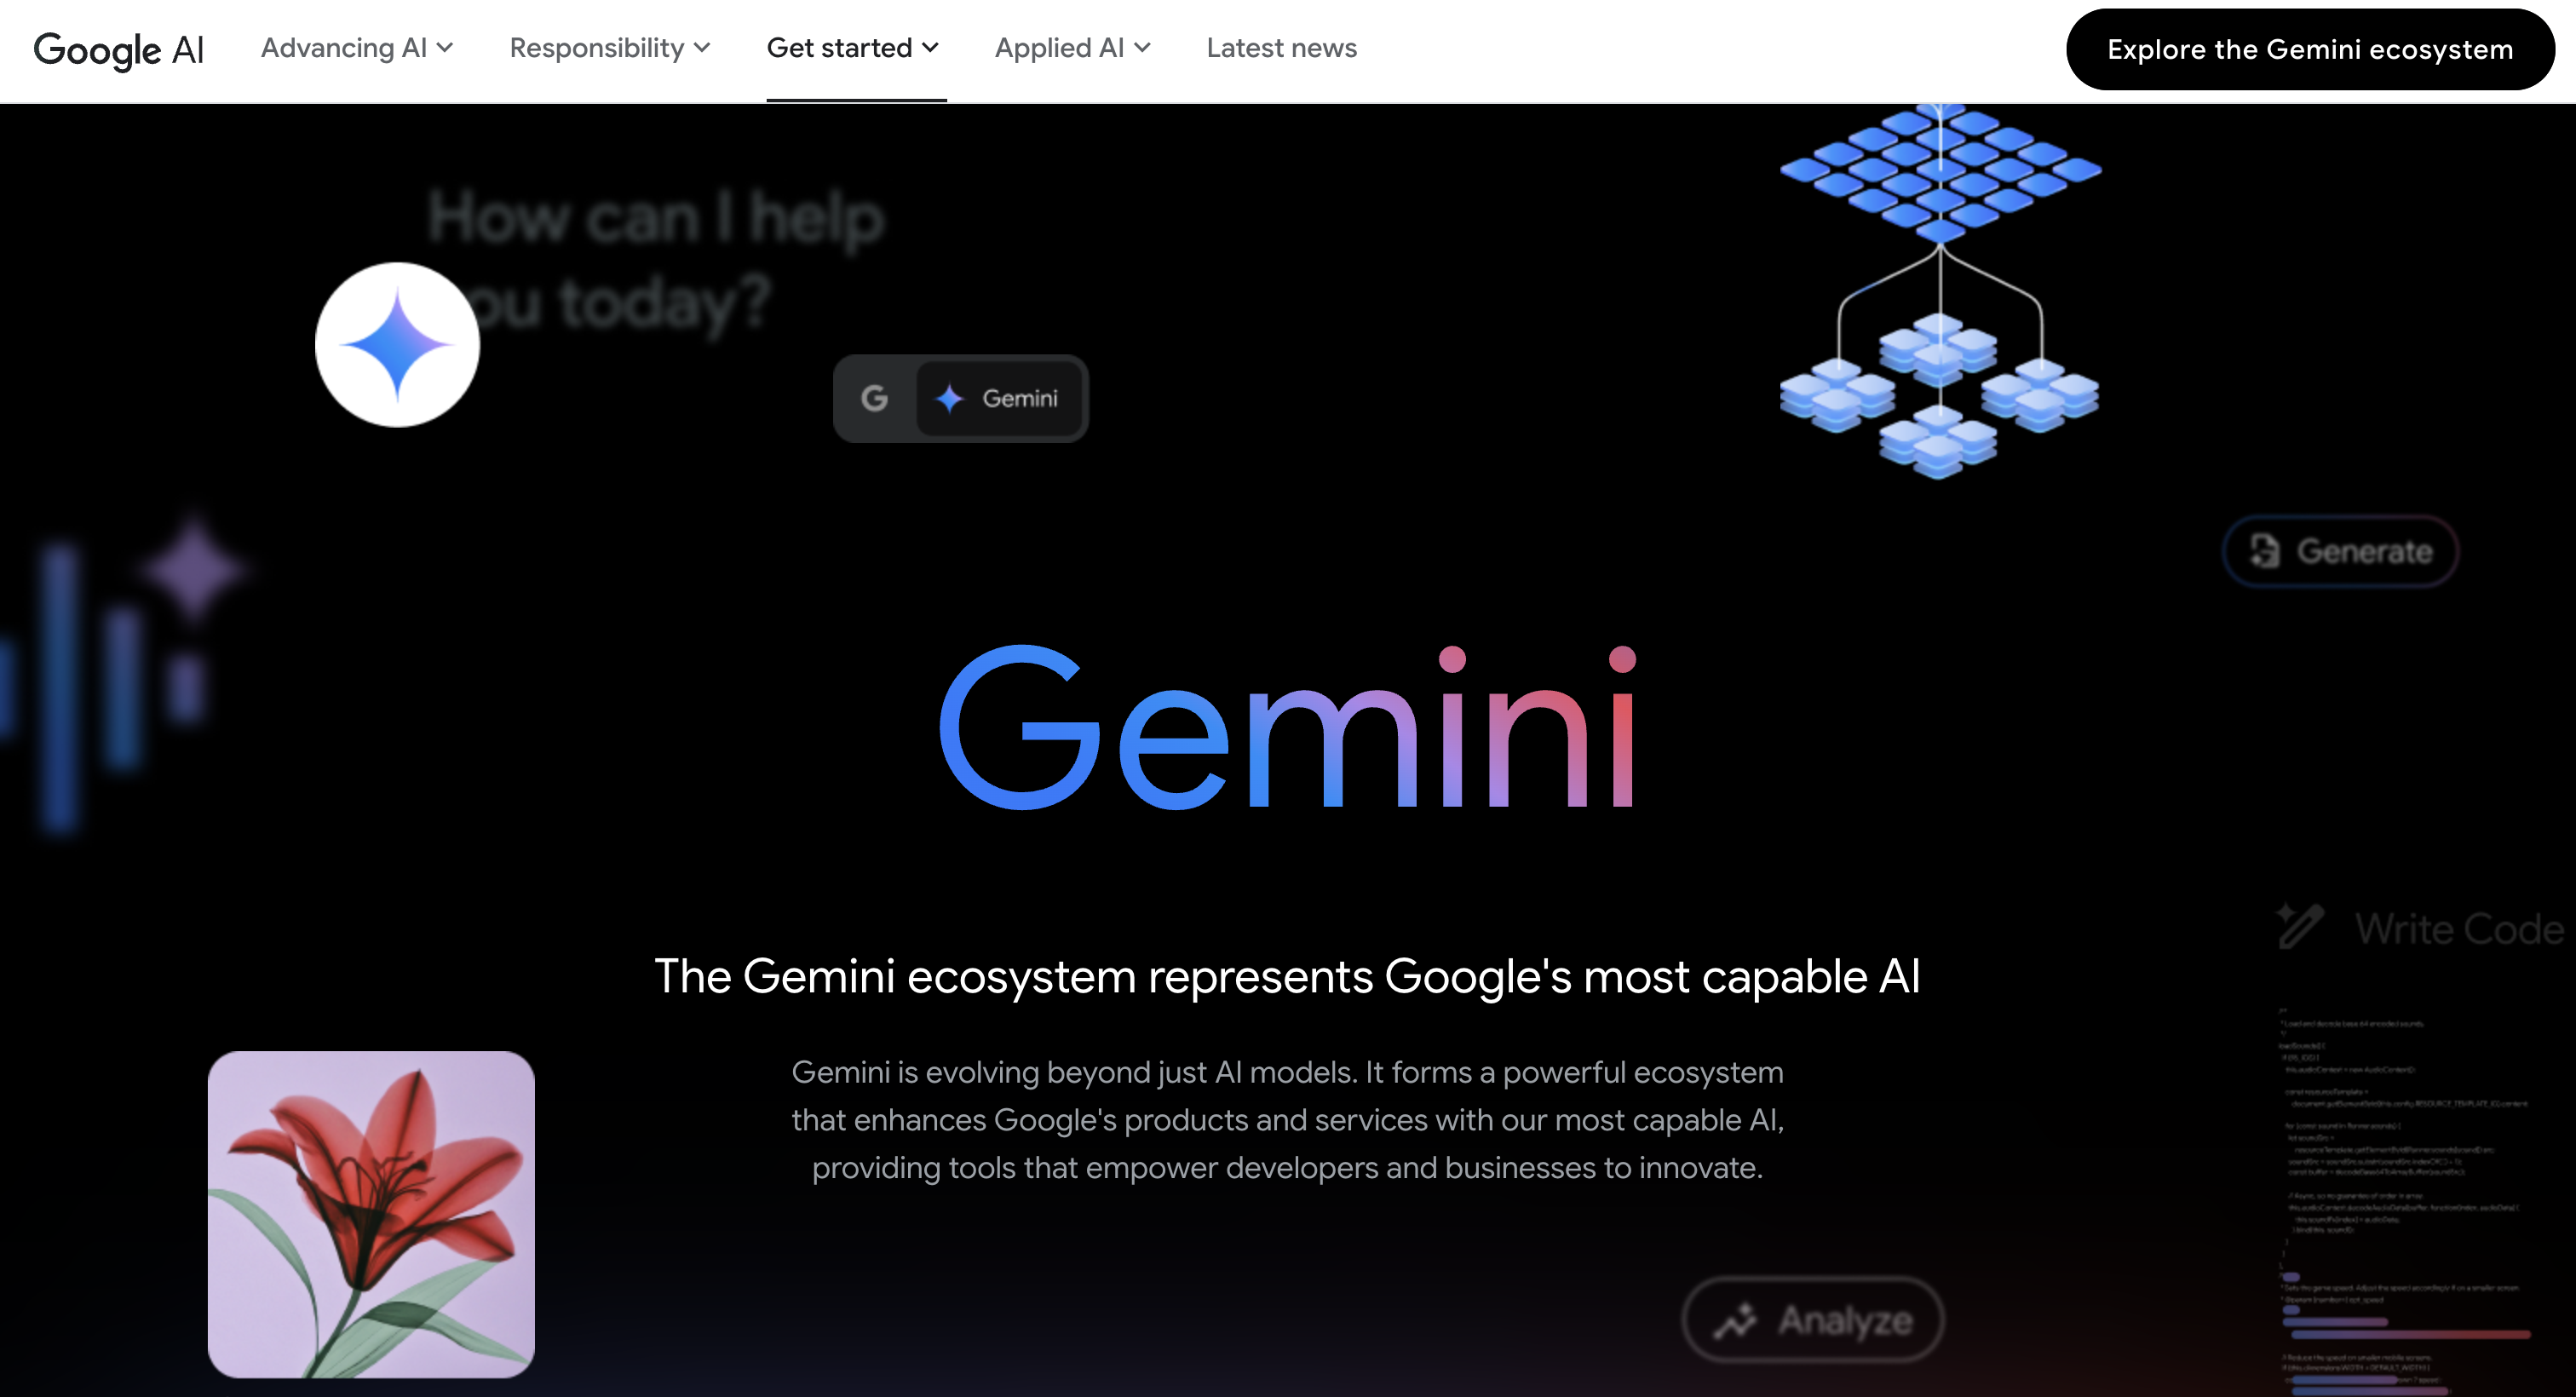 Google AI
Advancing AI
Responsibility
Get started
Applied AI
Latest news
Explore the Gemini ecosystem
How can I help
ou today?
G Gemini
Generate
Gemini
Write Code
The Gemini ecosystem represents Google's most capable AI
Gemini is evolving beyond just AI models. It forms a powerful ecosystem
that enhances Google's products and services with our most capable AI,
providing tools that empower developers and businesses to innovate.
Analyze